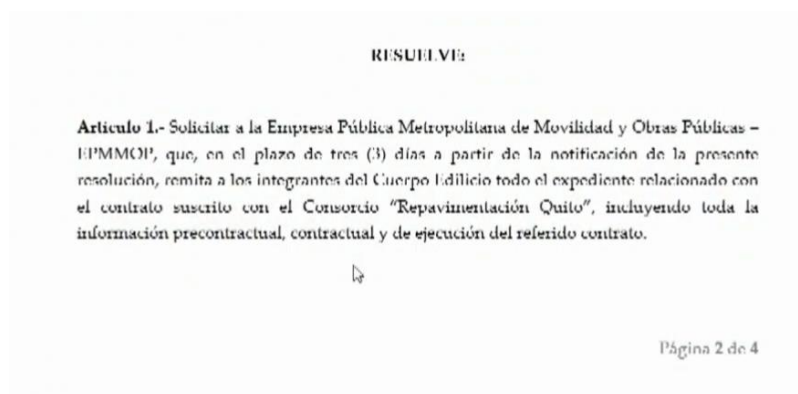 RESUELVE:
Artículo 1.- Solicitar a la Empresa Pública Metropolitana de Movilidad y Obras Públicas –
EPMMOP, que, en el plazo de tres (3) días a partir de la notificación de la presente
resolución, remita a los integrantes del Cuerpo Edilicio todo el expediente relacionado con
el contrato suscrito con el Consorcio "Repavimentación Quito", incluyendo toda la
información precontractual, contractual y de ejecución del referido contrato.
Página 2 de 4